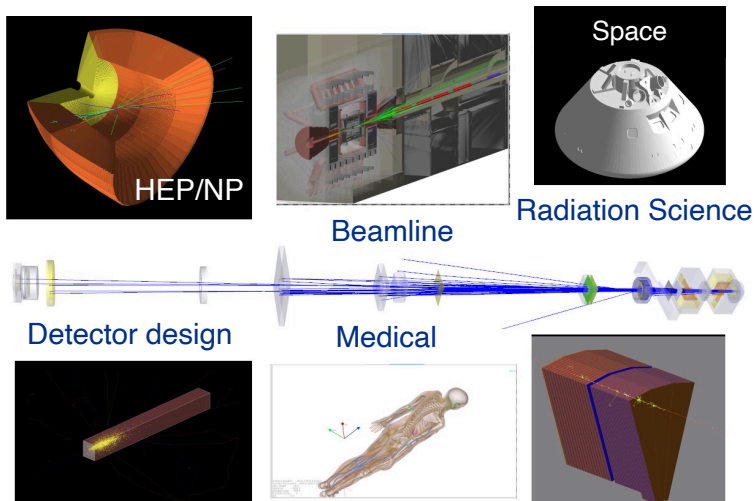 Space
HEP/NP
Radiation Science
Beamline
Detector design
Medical